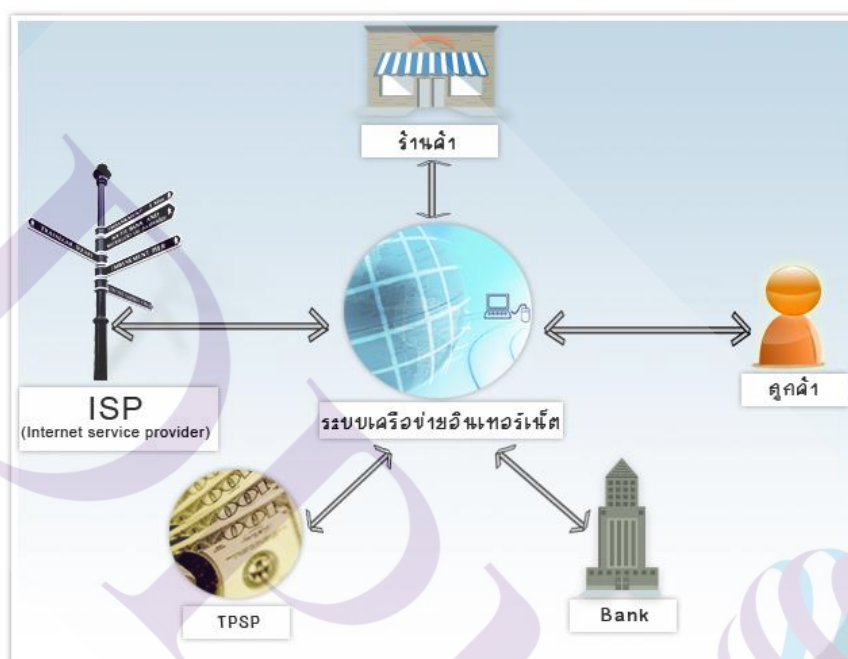 ร้านค้า
ISP
(Internet service provider)
ระบบเครือข่ายอินเทอร์เน็ต
ลูกค้า
TPSP
Bank